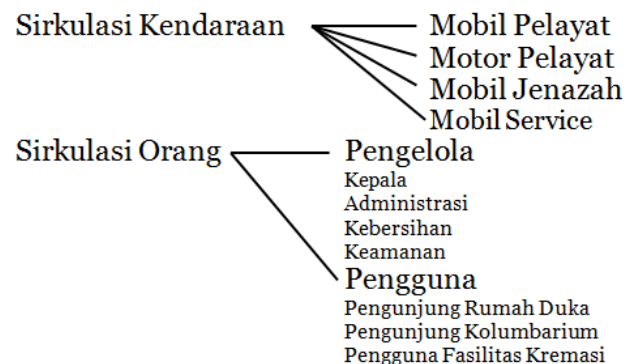 Sirkulasi Kendaraan
Mobil Pelayat
Motor Pelayat
Mobil Jenazah
Mobil Service
Sirkulasi Orang
Pengelola
Kepala
Administrasi
Kebersihan
Keamanan
Pengguna
Pengunjung Rumah Duka
Pengunjung Kolumbarium
Pengguna Fasilitas Kremasi